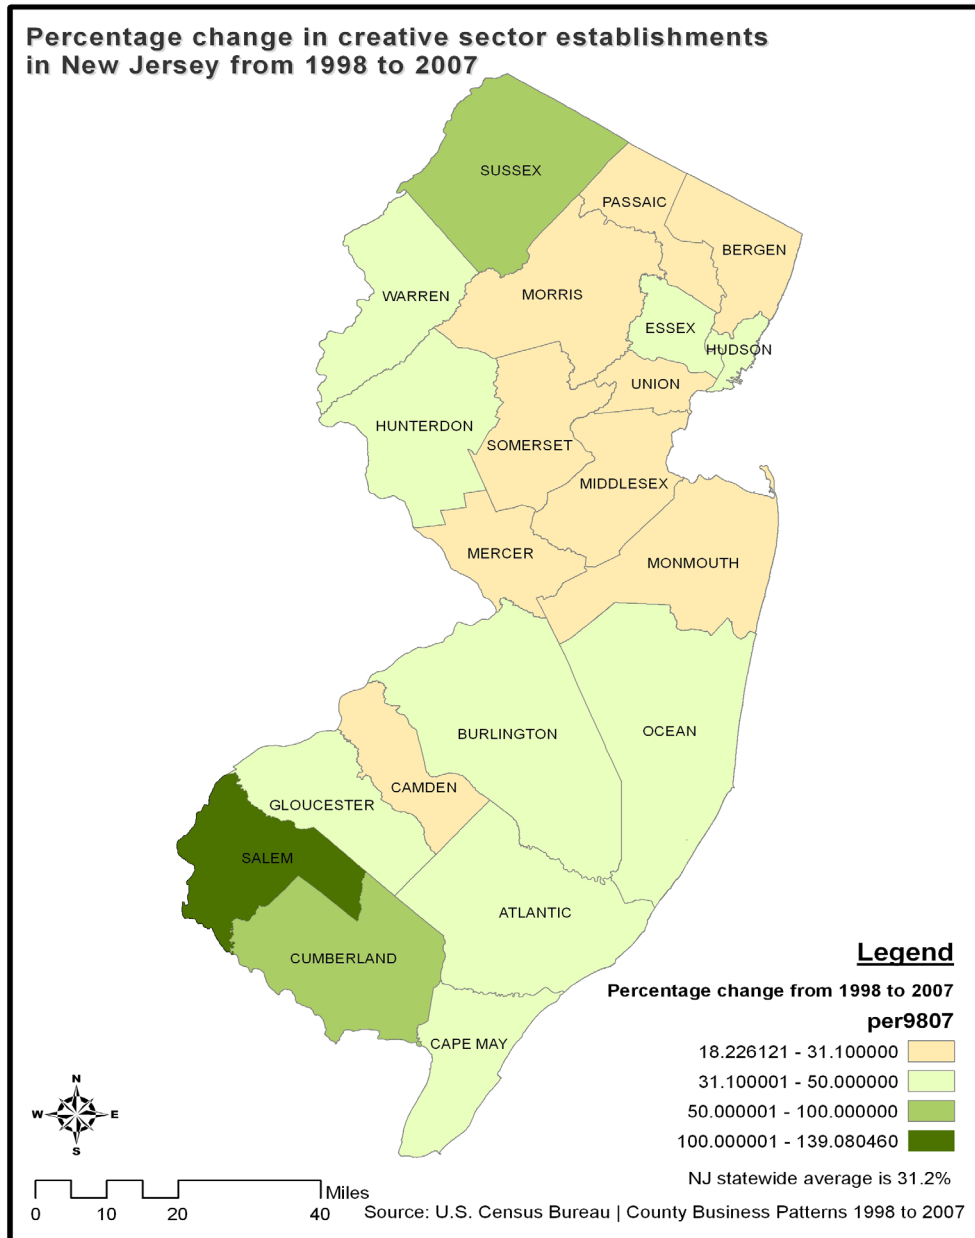 Percentage change in creative sector establishments
in New Jersey from 1998 to 2007
SUSSEX
PASSAIC
BERGEN
WARREN
MORRIS
ESSEX
HUDSON
UNION
HUNTERDON
SOMERSET
MIDDLESEX
MERCER
MONMOUTH
OCEAN
BURLINGTON
CAMDEN
GLOUCESTER
SALEM
ATLANTIC
CUMBERLAND
CAPE MAY
Legend
Percentage change from 1998 to 2007
per9807
18.226121 - 31.100000
31.100001 - 50.000000
50.000001 - 100.000000
100.000001 - 139.080460
NJ statewide average is 31.2%
N
W E
S
Miles
0 10 20 40
Source: U.S. Census Bureau | County Business Patterns 1998 to 2007